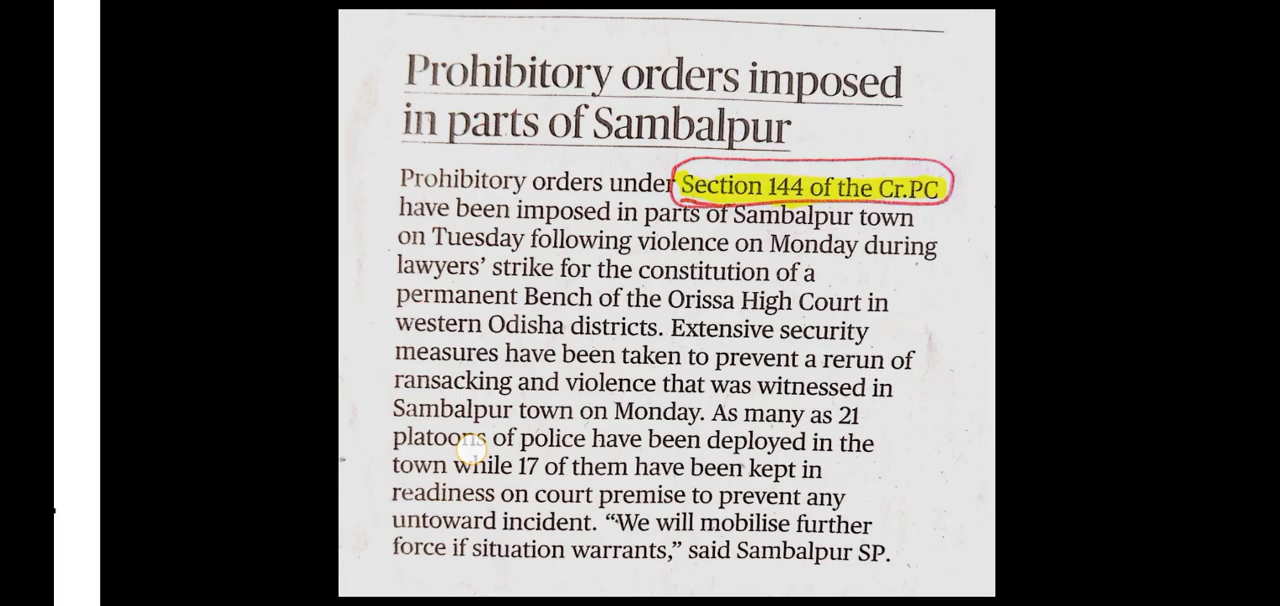 Prohibitory orders imposed
in parts of Sambalpur
Prohibitory orders under Section 144 of the Cr.PC
have been imposed in parts of Sambalpur town
on Tuesday following violence on Monday during
lawyers' strike for the constitution of a
permanent Bench of the Orissa High Court in
western Odisha districts. Extensive security
measures have been taken to prevent a rerun of
ransacking and violence that was witnessed in
Sambalpur town on Monday. As many as 21
platoons of police have been deployed in the
town while 17 of them have been kept in
readiness on court premise to prevent any
untoward incident. “We will mobilise further
force if situation warrants,” said Sambalpur SP.